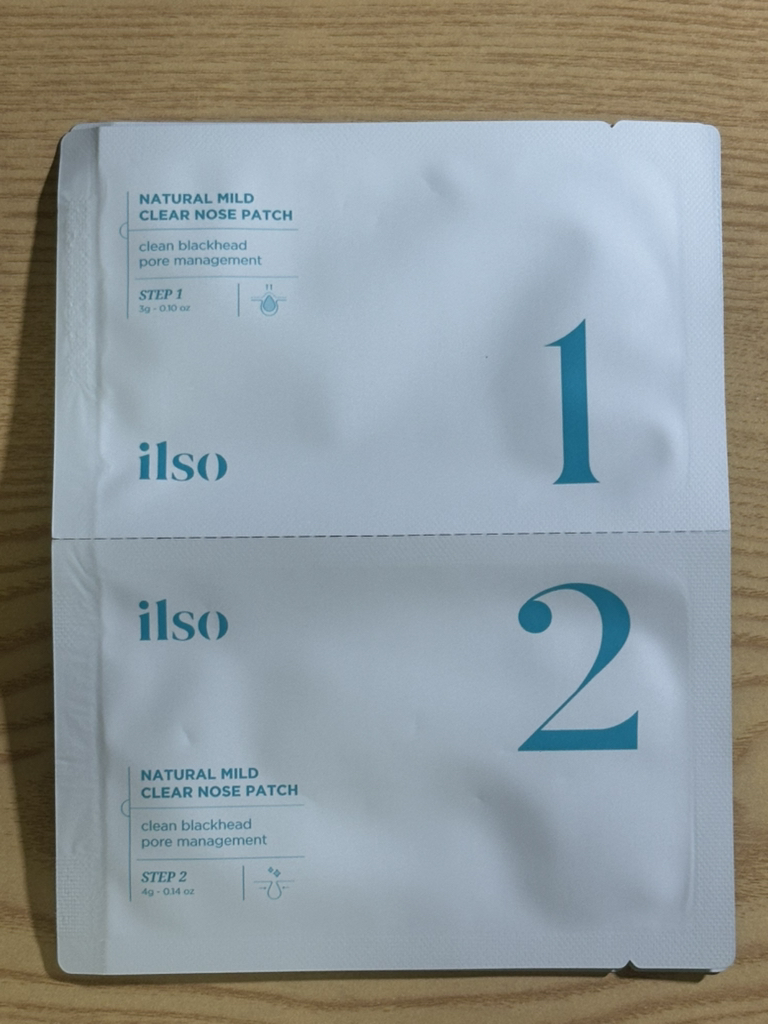 NATURAL MILD
CLEAR NOSE PATCH
clean blackhead
pore management
STEP 1
3g - 0.10 oz
1
ilso
ilso
2
NATURAL MILD
CLEAR NOSE PATCH
clean blackhead
pore management
STEP 2
4g - 0.14 oz